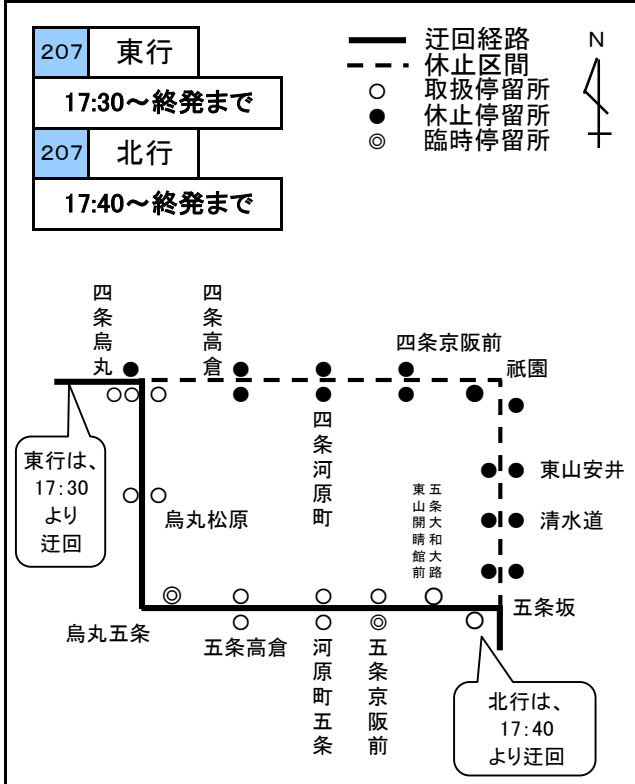 207 東行
17:30～終発まで
207 北行
17:40～終発まで
迂回経路
休止区間
取扱停留所
休止停留所
臨時停留所
N
四条烏丸
四条高倉
四条京阪前
祇園
四条河原町
東行は、
17:30
より
迂回
烏丸松原
五条大和大路
東山開睛館前
東山安井
清水道
五条坂
烏丸五条
五条高倉
河原町五条
五条京阪前
北行は、
17:40
より迂回